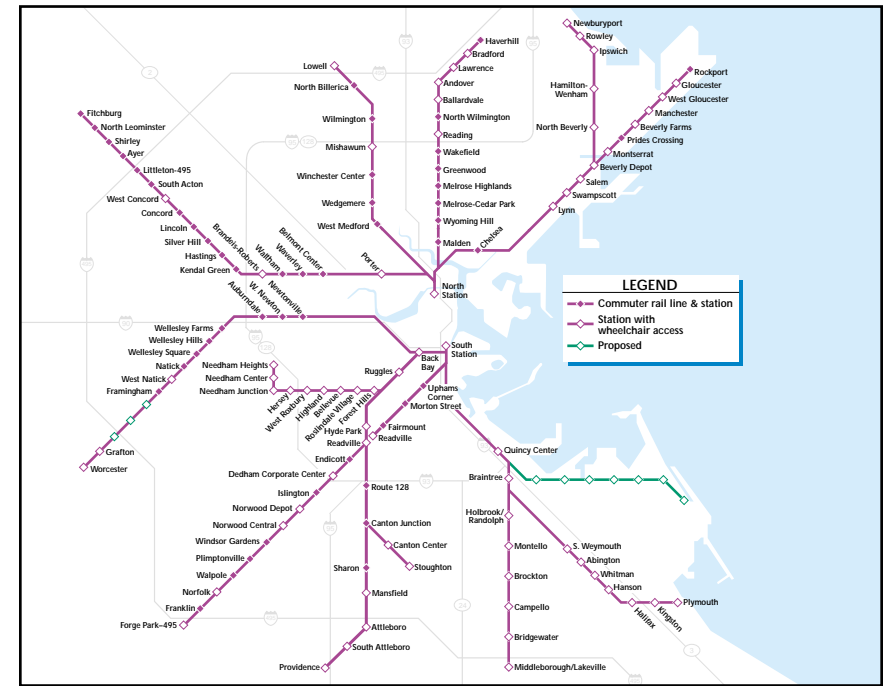 Newburyport
Rowley
Ipswich
Hamilton-
Wenham
North Beverly
Rockport
Gloucester
West Gloucester
Manchester
Beverly Farms
Prides Crossing
Montserrat
Beverly Depot
Salem
Swampscott
Lynn
Chelsea
Haverhill
Bradford
Lawrence
Andover
Ballardvale
North Wilmington
Reading
Wakefield
Greenwood
Melrose Highlands
Melrose-Cedar Park
Wyoming Hill
Malden
Lowell
North Billerica
Wilmington
Mishawum
Winchester Center
Wedgemere
West Medford
Fitchburg
North Leominster
Shirley
Ayer
Littleton-495
South Acton
West Concord
Concord
Lincoln
Silver Hill
Hastings
Kendal Green
Brandeis-Roberts
Waltham
Waverley
Belmont Center
Porter
North
Station
LEGEND
Commuter rail line & station
Station with
wheelchair access
Proposed
Auburndale
W. Newton
Newtonville
Wellesley Farms
Wellesley Hills
Wellesley Square
Natick
West Natick
Framingham
Grafton
Worcester
South
Station
Back
Bay
Ruggles
Needham Heights
Needham Center
Needham Junction
Hersey
West Roxbury
Highland
Bellevue
Roslindale Village
Forest Hills
Uphams
Corner
Morton Street
Fairmount
Readville
Hyde Park
Readville
Endicott
Dedham Corporate Center
Islington
Norwood Depot
Norwood Central
Windsor Gardens
Plimptonville
Walpole
Norfolk
Franklin
Forge Park–495
Route 128
Canton Junction
Canton Center
Stoughton
Sharon
Mansfield
Attleboro
South Attleboro
Providence
Quincy Center
Braintree
Holbrook/
Randolph
Montello
Brockton
Campello
Bridgewater
Middleborough/Lakeville
S. Weymouth
Abington
Whitman
Hanson
Halifax
Kingston
Plymouth
2
24
3